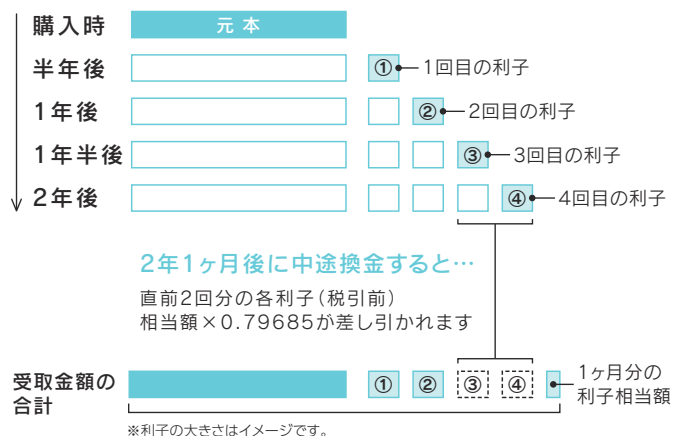 購入時 元本
半年後 ① 1回目の利子
1年後 ② 2回目の利子
1年半後 ③ 3回目の利子
2年後 ④ 4回目の利子
2年1ヶ月後に中途換金すると…
直前2回分の各利子(税引前)
相当額×0.79685が差し引かれます
受取金額の
合計
① ② ③ ④
1ヶ月分の
利子相当額
※利子の大きさはイメージです。